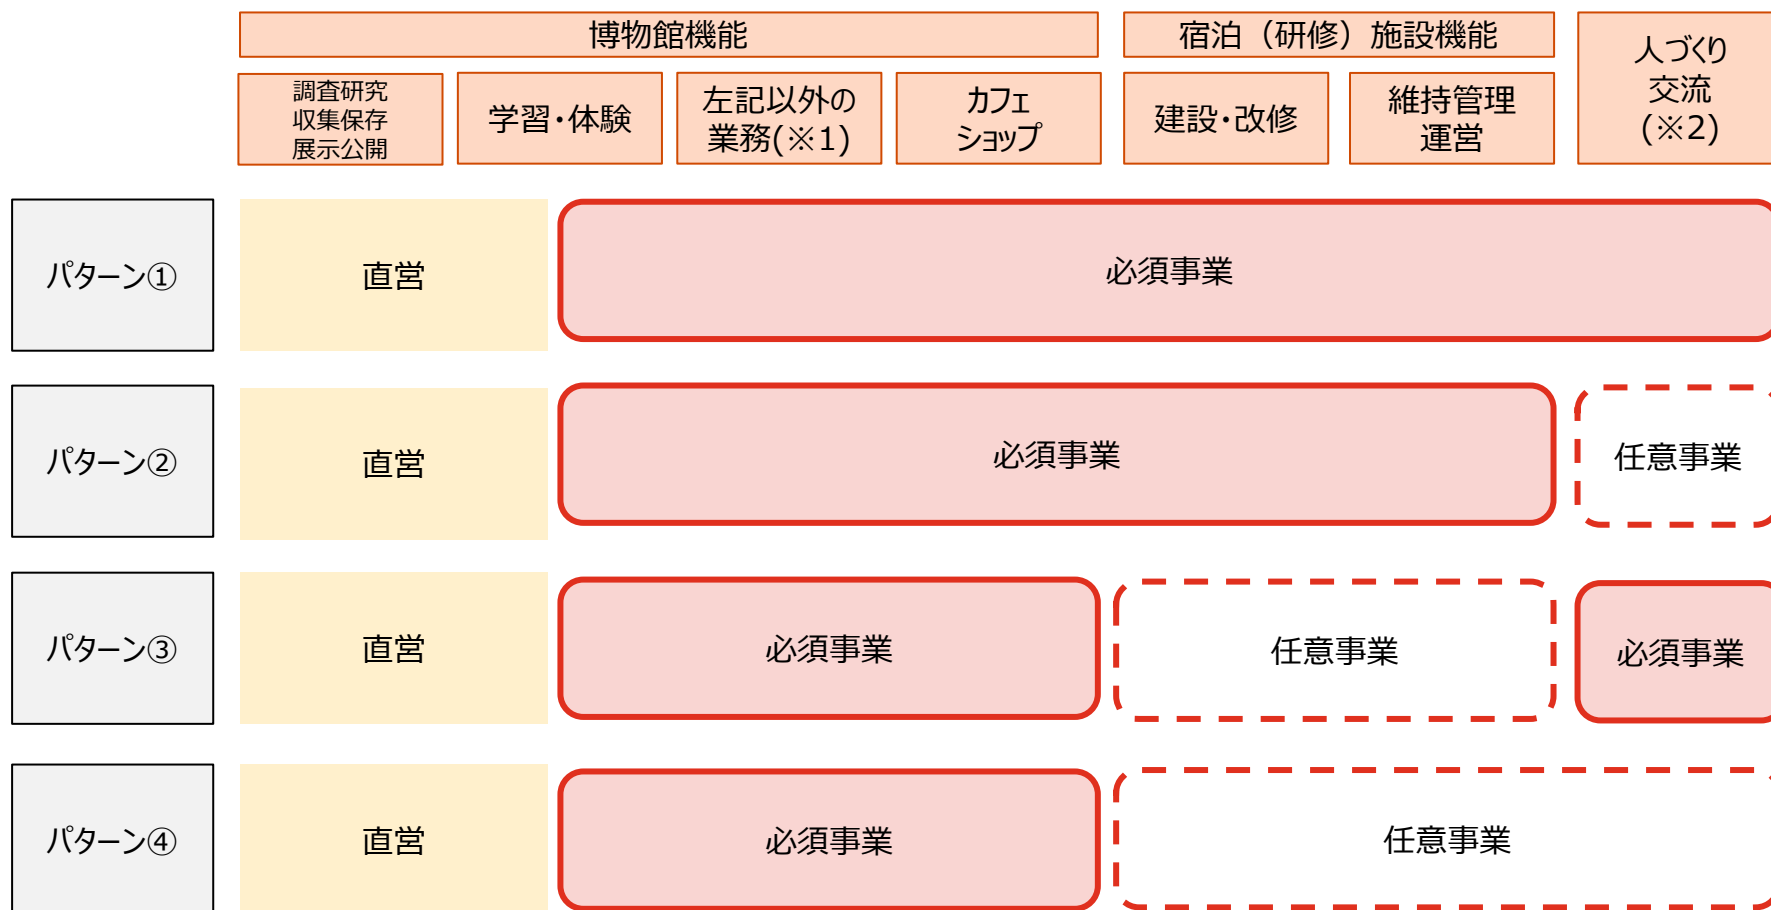 博物館機能
宿泊（研修）施設機能
人づくり
交流
(※2)
調査研究
収集保存
展示公開
学習・体験
左記以外の
業務(※1)
カフェ
ショップ
建設・改修
維持管理
運営
パターン①
直営
必須事業
パターン②
直営
必須事業
任意事業
パターン③
直営
必須事業
任意事業
必須事業
パターン④
直営
必須事業
任意事業